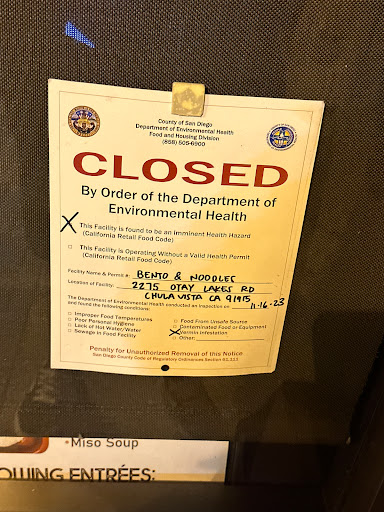 County of San Diego
Department of Environmental Health
Food and Housing Division
(858) 505-6900
CLOSED
By Order of the Department of
Environmental Health
X This Facility is found to be an Imminent Health Hazard
(California Retail Food Code)
□ This Facility is Operating Without a Valid Health Permit
(California Retail Food Code)
Facility Name & Permit #: BENTO & NOODLES
Location of Facility: 2275 OTAY LAKES RD
CHULA VISTA CA 91915
The Department of Environmental Health conducted an inspection on 11-16-23
and found the following conditions:
□ Improper Food Temperatures
□ Poor Personal Hygiene
□ Lack of Hot Water/Water
□ Sewage in Food Facility
□ Food From Unsafe Source
□ Contaminated Food or Equipment
X Vermin Infestation
□ Other:
Penalty for Unauthorized Removal of this Notice
San Diego County Code of Regulatory Ordinances Section 61.113
•Miso Soup
OWING ENTRÉES: